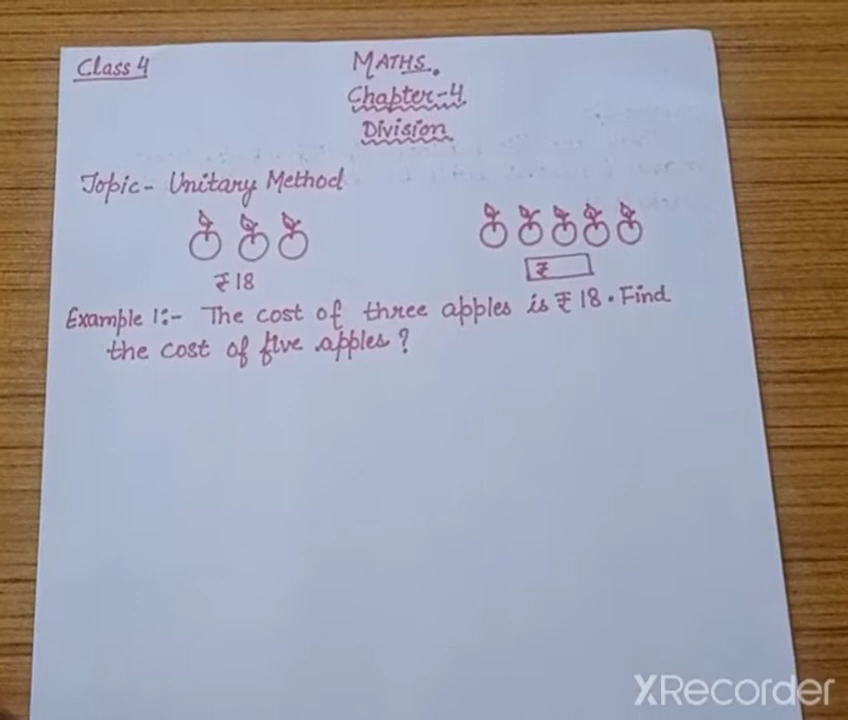 Class 4
MATHS.
Chapter-4
Division
Topic- Unitary Method
₹18
₹
Example 1:- The cost of three apples is ₹18. Find
the cost of five apples?
XRecorder